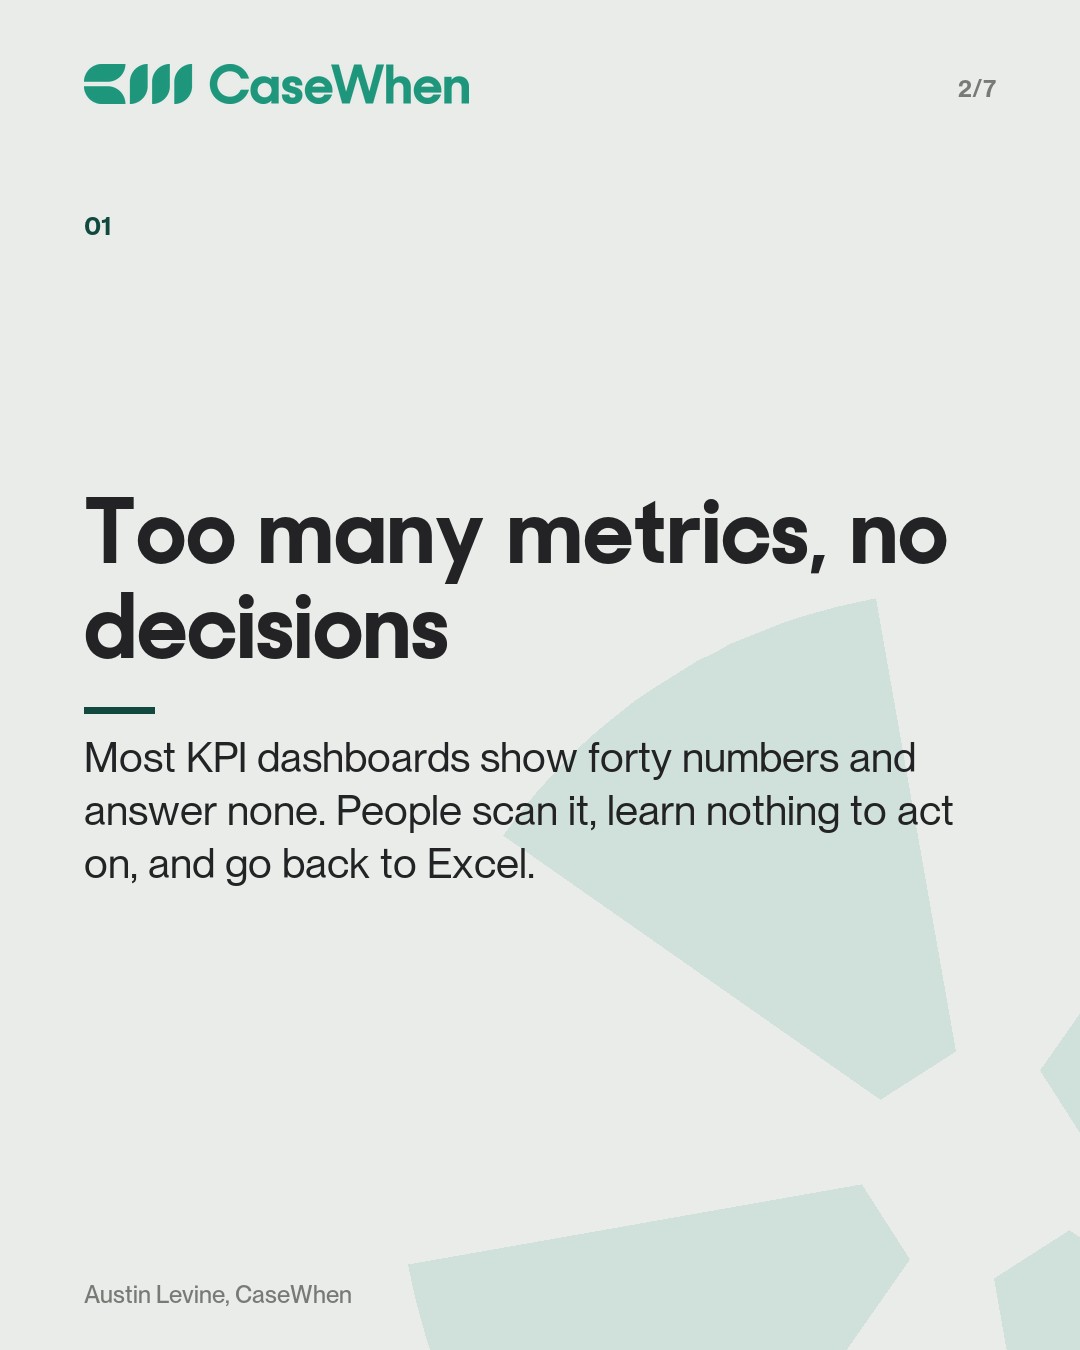 CaseWhen
2/7
01
Too many metrics, no
decisions
Most KPI dashboards show forty numbers and
answer none. People scan it, learn nothing to act
on, and go back to Excel.
Austin Levine, CaseWhen